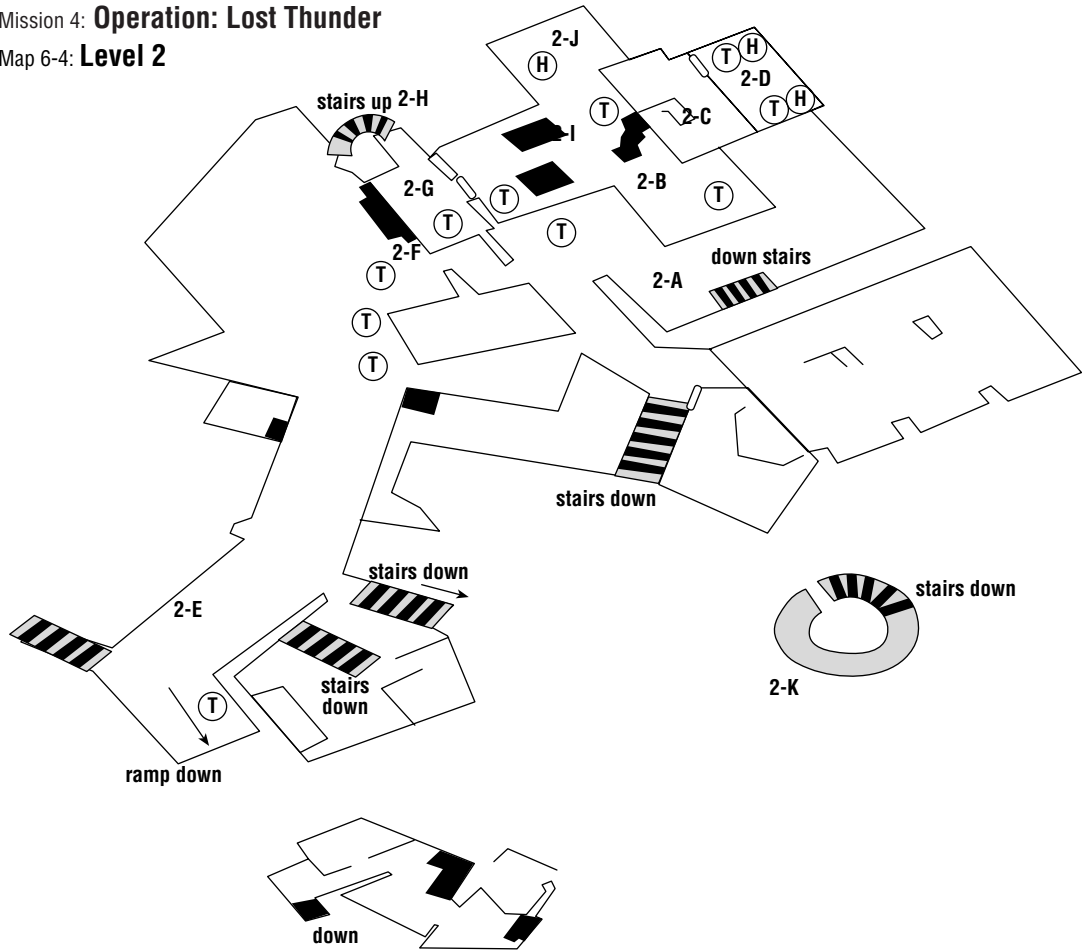 Mission 4: Operation: Lost Thunder
Map 6-4: Level 2
2-J
H
T
H
2-D
T
H
stairs up 2-H
T
2-C
2-I
2-G
2-B
T
T
T
T
2-F
T
down stairs
2-A
T
T
stairs down
stairs down
stairs down
2-E
stairs
down
2-K
T
ramp down
down